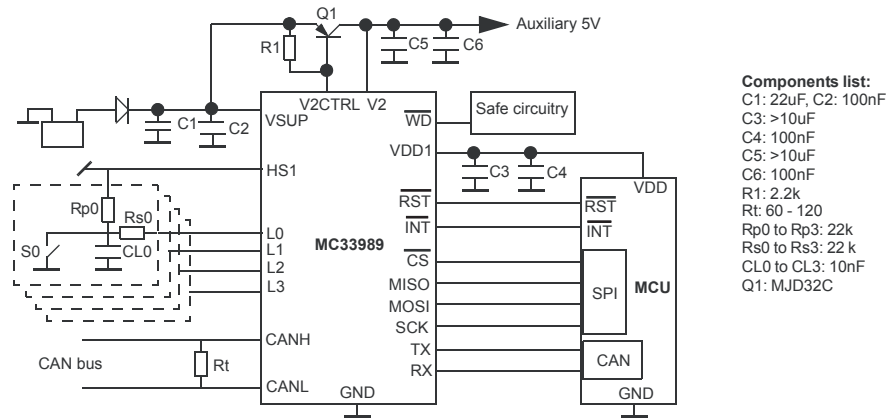 Q1
Auxiliary 5V
R1
C5
C6
V2CTRL V2
C1
C2
VSUP
WD
Safe circuitry
VDD1
C3
C4
HS1
VDD
Rp0
Rs0
RST
RST
S0
CL0
L0
INT
INT
L1
MC33989
L2
CS
L3
MISO
SPI
MCU
MOSI
SCK
CANH
TX
CAN bus
Rt
CAN
RX
CANL
GND
GND
Components list:
C1: 22uF, C2: 100nF
C3: >10uF
C4: 100nF
C5: >10uF
C6: 100nF
R1: 2.2k
Rt: 60 - 120
Rp0 to Rp3: 22k
Rs0 to Rs3: 22 k
CL0 to CL3: 10nF
Q1: MJD32C